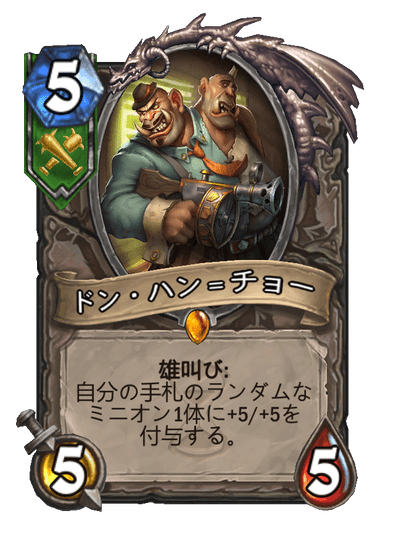 5
ドン・ハン=チョー
雄叫び:
自分の手札のランダムな
ミニオン1体に+5/+5を
付与する。
5
5